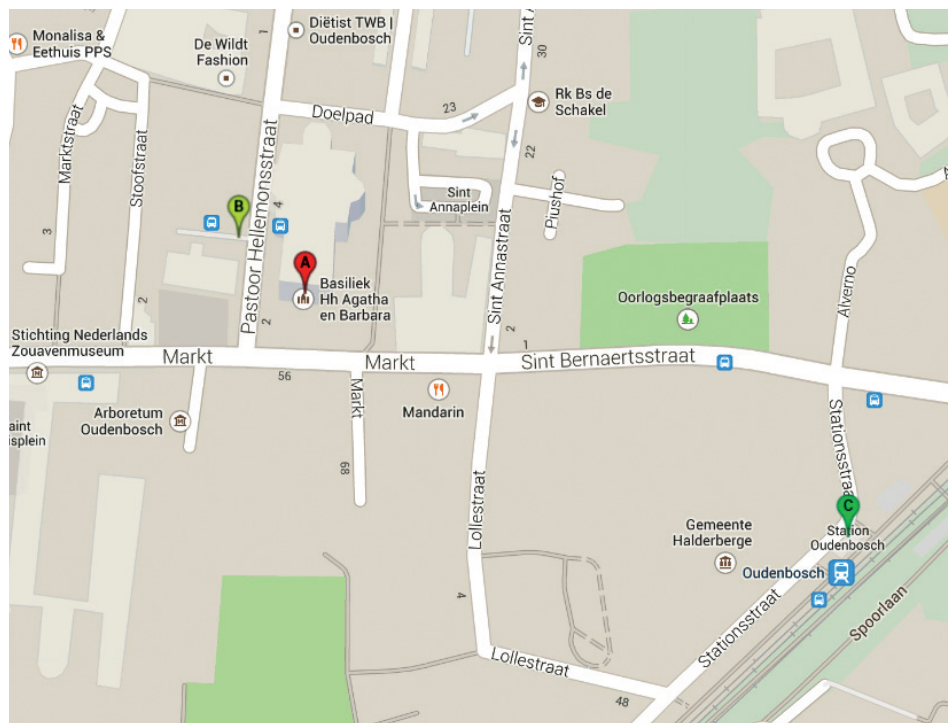 Monalisa &
Eethuis PPS
De Wildt
Fashion
1
Diëtist TWB |
Oudenbosch
Sint A
30
Rk Bs de
Schakel
23
Doelpad
22
Marktstraat
Stoofstraat
Pastoor Hellemonsstraat
4
Sint
Annaplein
Sint Annastraat
Piushof
B
A
3
2
2
2
1
Basiliek
Hh Agatha
en Barbara
Oorlogsbegraafplaats
Alverno
Stichting Nederlands
Zouavenmuseum
Markt
Markt
Sint Bernaertsstraat
56
Markt
68
Mandarin
Arboretum
Oudenbosch
aint
isplein
Stationsstraat
C
Station
Oudenbosch
Lollestraat
Gemeente
Halderberge
Oudenbosch
4
Stationsstraat
Spoorlaan
Lollestraat
48